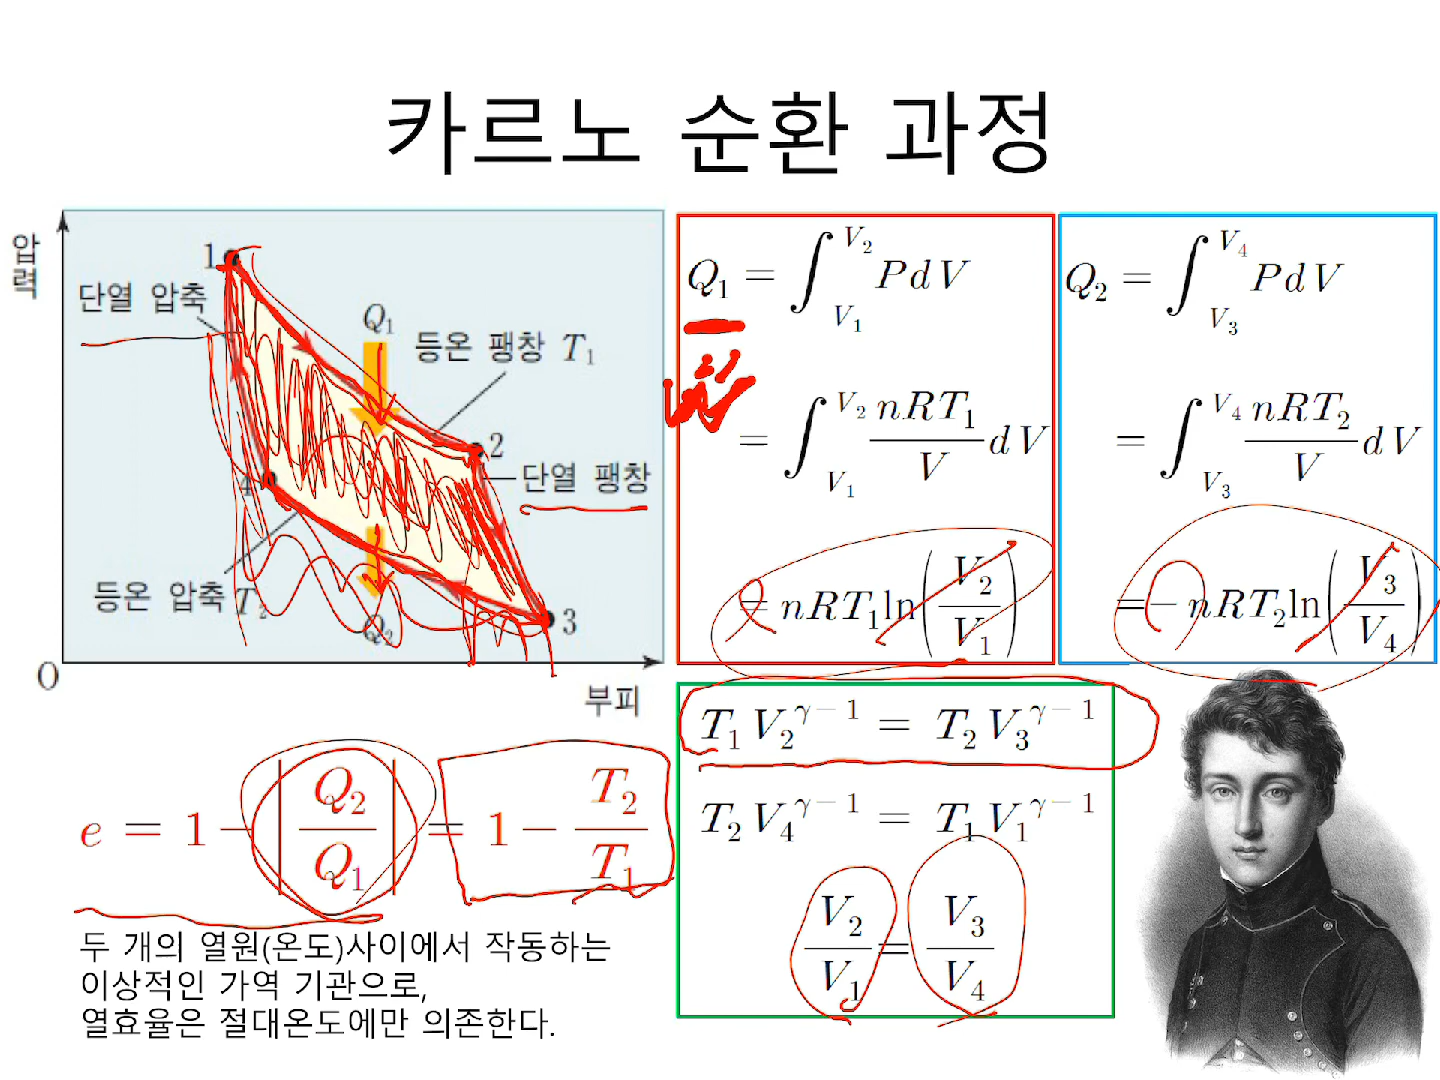 카르노 순환 과정
압력
1
단열 압축
Q₁
등온 팽창 T₁
2
단열 팽창
4
등온 압축 T₂
Q₂
3
O
부피
Q₁ = ∫_{V₁}^{V₂} PdV
= ∫_{V₁}^{V₂} nRT₁/V dV
= nRT₁ln(V₂/V₁)
Q₂ = ∫_{V₃}^{V₄} PdV
= ∫_{V₃}^{V₄} nRT₂/V dV
= − nRT₂ln(V₃/V₄)
T₁V₂^{γ−1} = T₂V₃^{γ−1}
T₂V₄^{γ−1} = T₁V₁^{γ−1}
V₂/V₁ = V₃/V₄
e = 1 − |Q₂/Q₁| = 1 − T₂/T₁
두 개의 열원(온도)사이에서 작동하는
이상적인 가역 기관으로,
열효율은 절대온도에만 의존한다.